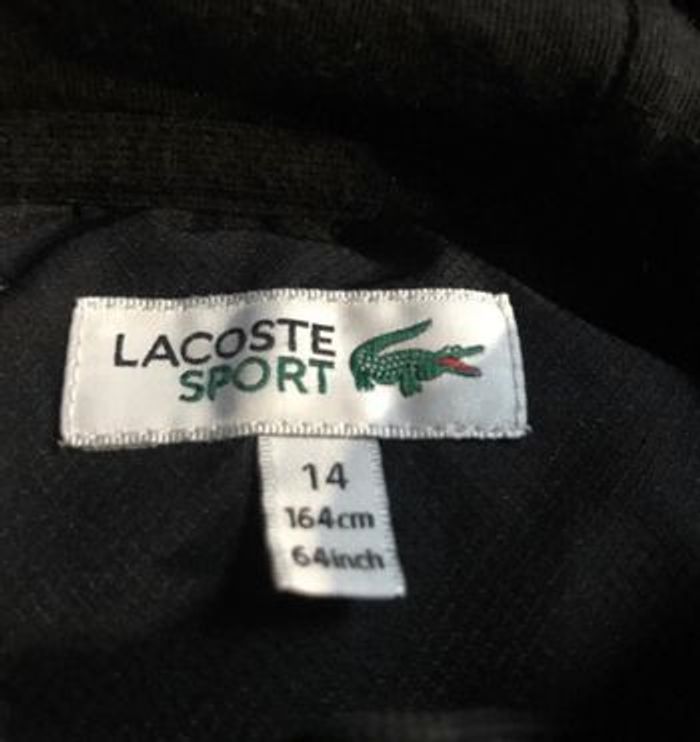 LACOSTE
SPORT
14
164cm
64inch